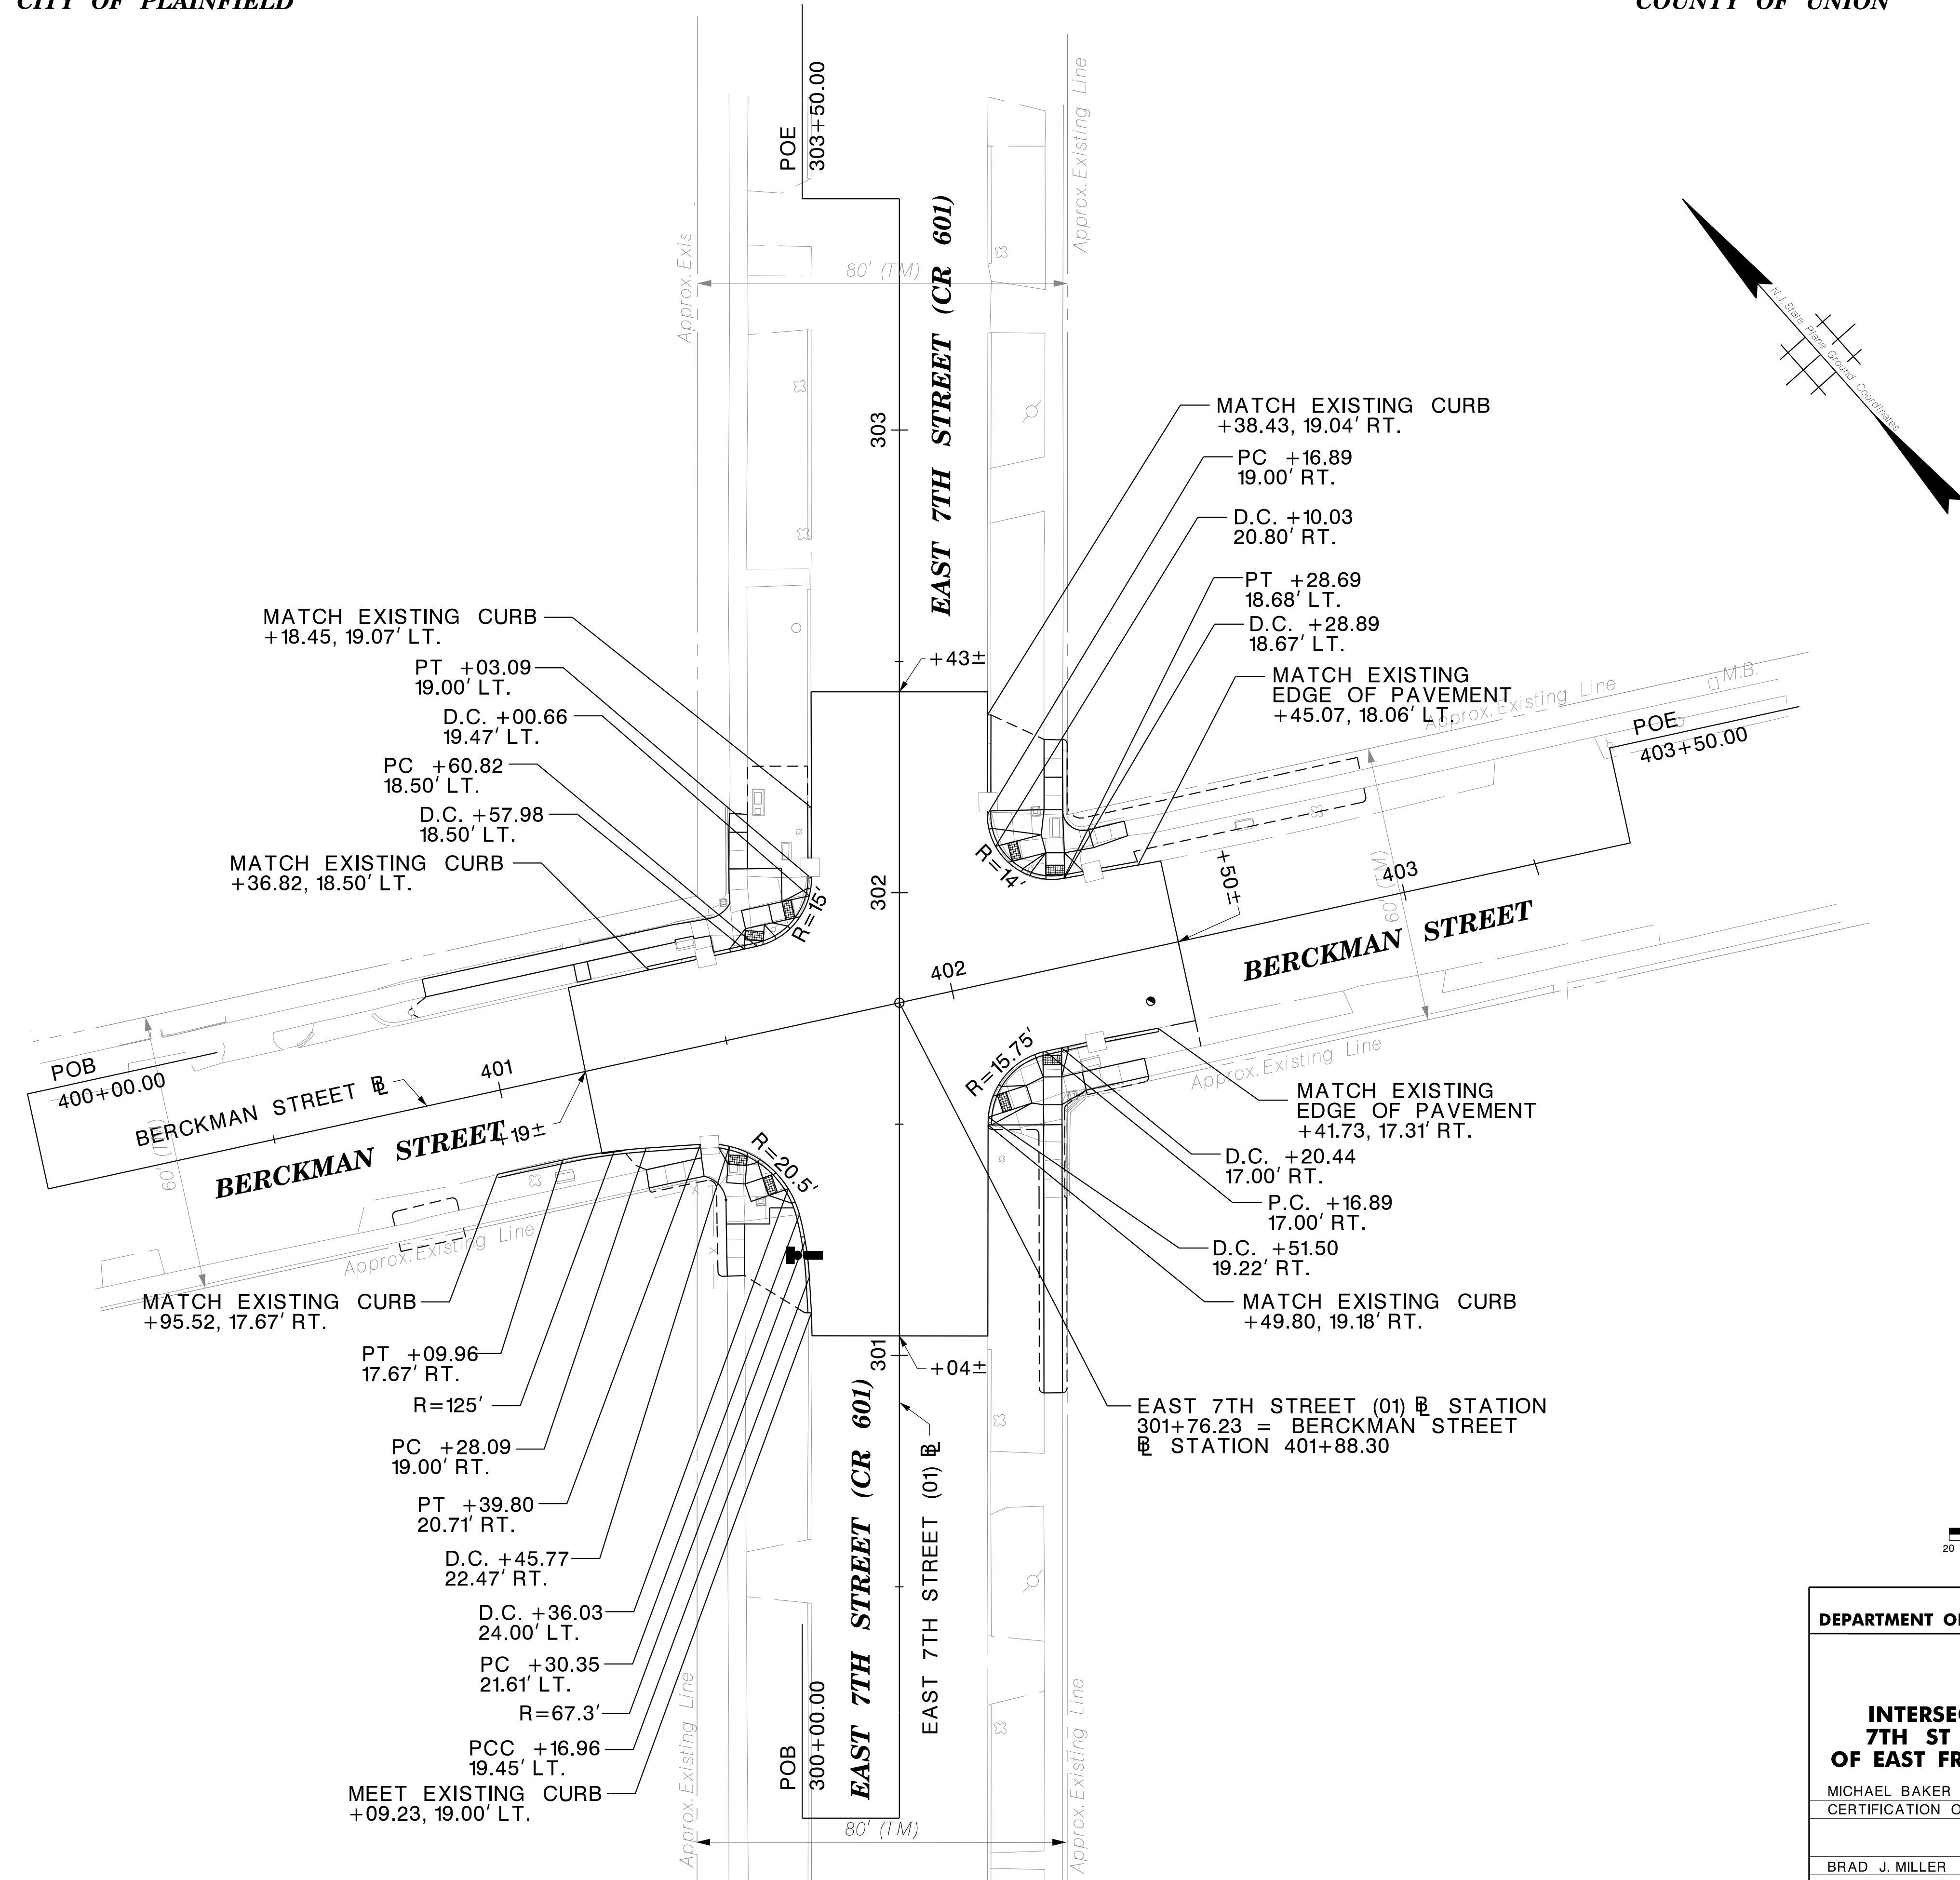 CITY OF PLAINFIELD
COUNTY OF UNION
POE
303+50.00
Approx. Exis
Approx. Existing Line
80' (TM)
EAST 7TH STREET (CR 601)
303
N.J. State Plane Ground Coordinates
MATCH EXISTING CURB
+38.43, 19.04' RT.
PC +16.89
19.00' RT.
D.C. +10.03
20.80' RT.
PT +28.69
18.68' LT.
D.C. +28.89
18.67' LT.
MATCH EXISTING
EDGE OF PAVEMENT
+45.07, 18.06' LT.
Approx. Existing Line
M.B.
POE
403+50.00
MATCH EXISTING CURB
+18.45, 19.07' LT.
PT +03.09
19.00' LT.
D.C. +00.66
19.47' LT.
PC +60.82
18.50' LT.
D.C. +57.98
18.50' LT.
MATCH EXISTING CURB
+36.82, 18.50' LT.
+43±
R=14'
R=15'
302
+50±
403
60' (TM)
BERCKMAN STREET
402
POB
400+00.00
BERCKMAN STREET BL
401
BERCKMAN STREET
+19±
60' (TM)
Approx. Existing Line
R=20.5'
R=15.75'
Approx. Existing Line
MATCH EXISTING
EDGE OF PAVEMENT
+41.73, 17.31' RT.
D.C. +20.44
17.00' RT.
P.C. +16.89
17.00' RT.
D.C. +51.50
19.22' RT.
MATCH EXISTING CURB
+49.80, 19.18' RT.
MATCH EXISTING CURB
+95.52, 17.67' RT.
PT +09.96
17.67' RT.
R=125'
PC +28.09
19.00' RT.
PT +39.80
20.71' RT.
D.C. +45.77
22.47' RT.
D.C. +36.03
24.00' LT.
PC +30.35
21.61' LT.
R=67.3'
PCC +16.96
19.45' LT.
MEET EXISTING CURB
+09.23, 19.00' LT.
301
+04±
EAST 7TH STREET (01) BL STATION
301+76.23 = BERCKMAN STREET
BL STATION 401+88.30
EAST 7TH STREET (CR 601)
EAST 7TH STREET (01) BL
POB
300+00.00
Approx. Existing Line
Approx. Existing Line
80' (TM)
20
DEPARTMENT O
INTERSE
7TH ST
OF EAST FR
MICHAEL BAKER
CERTIFICATION O
BRAD J. MILLER